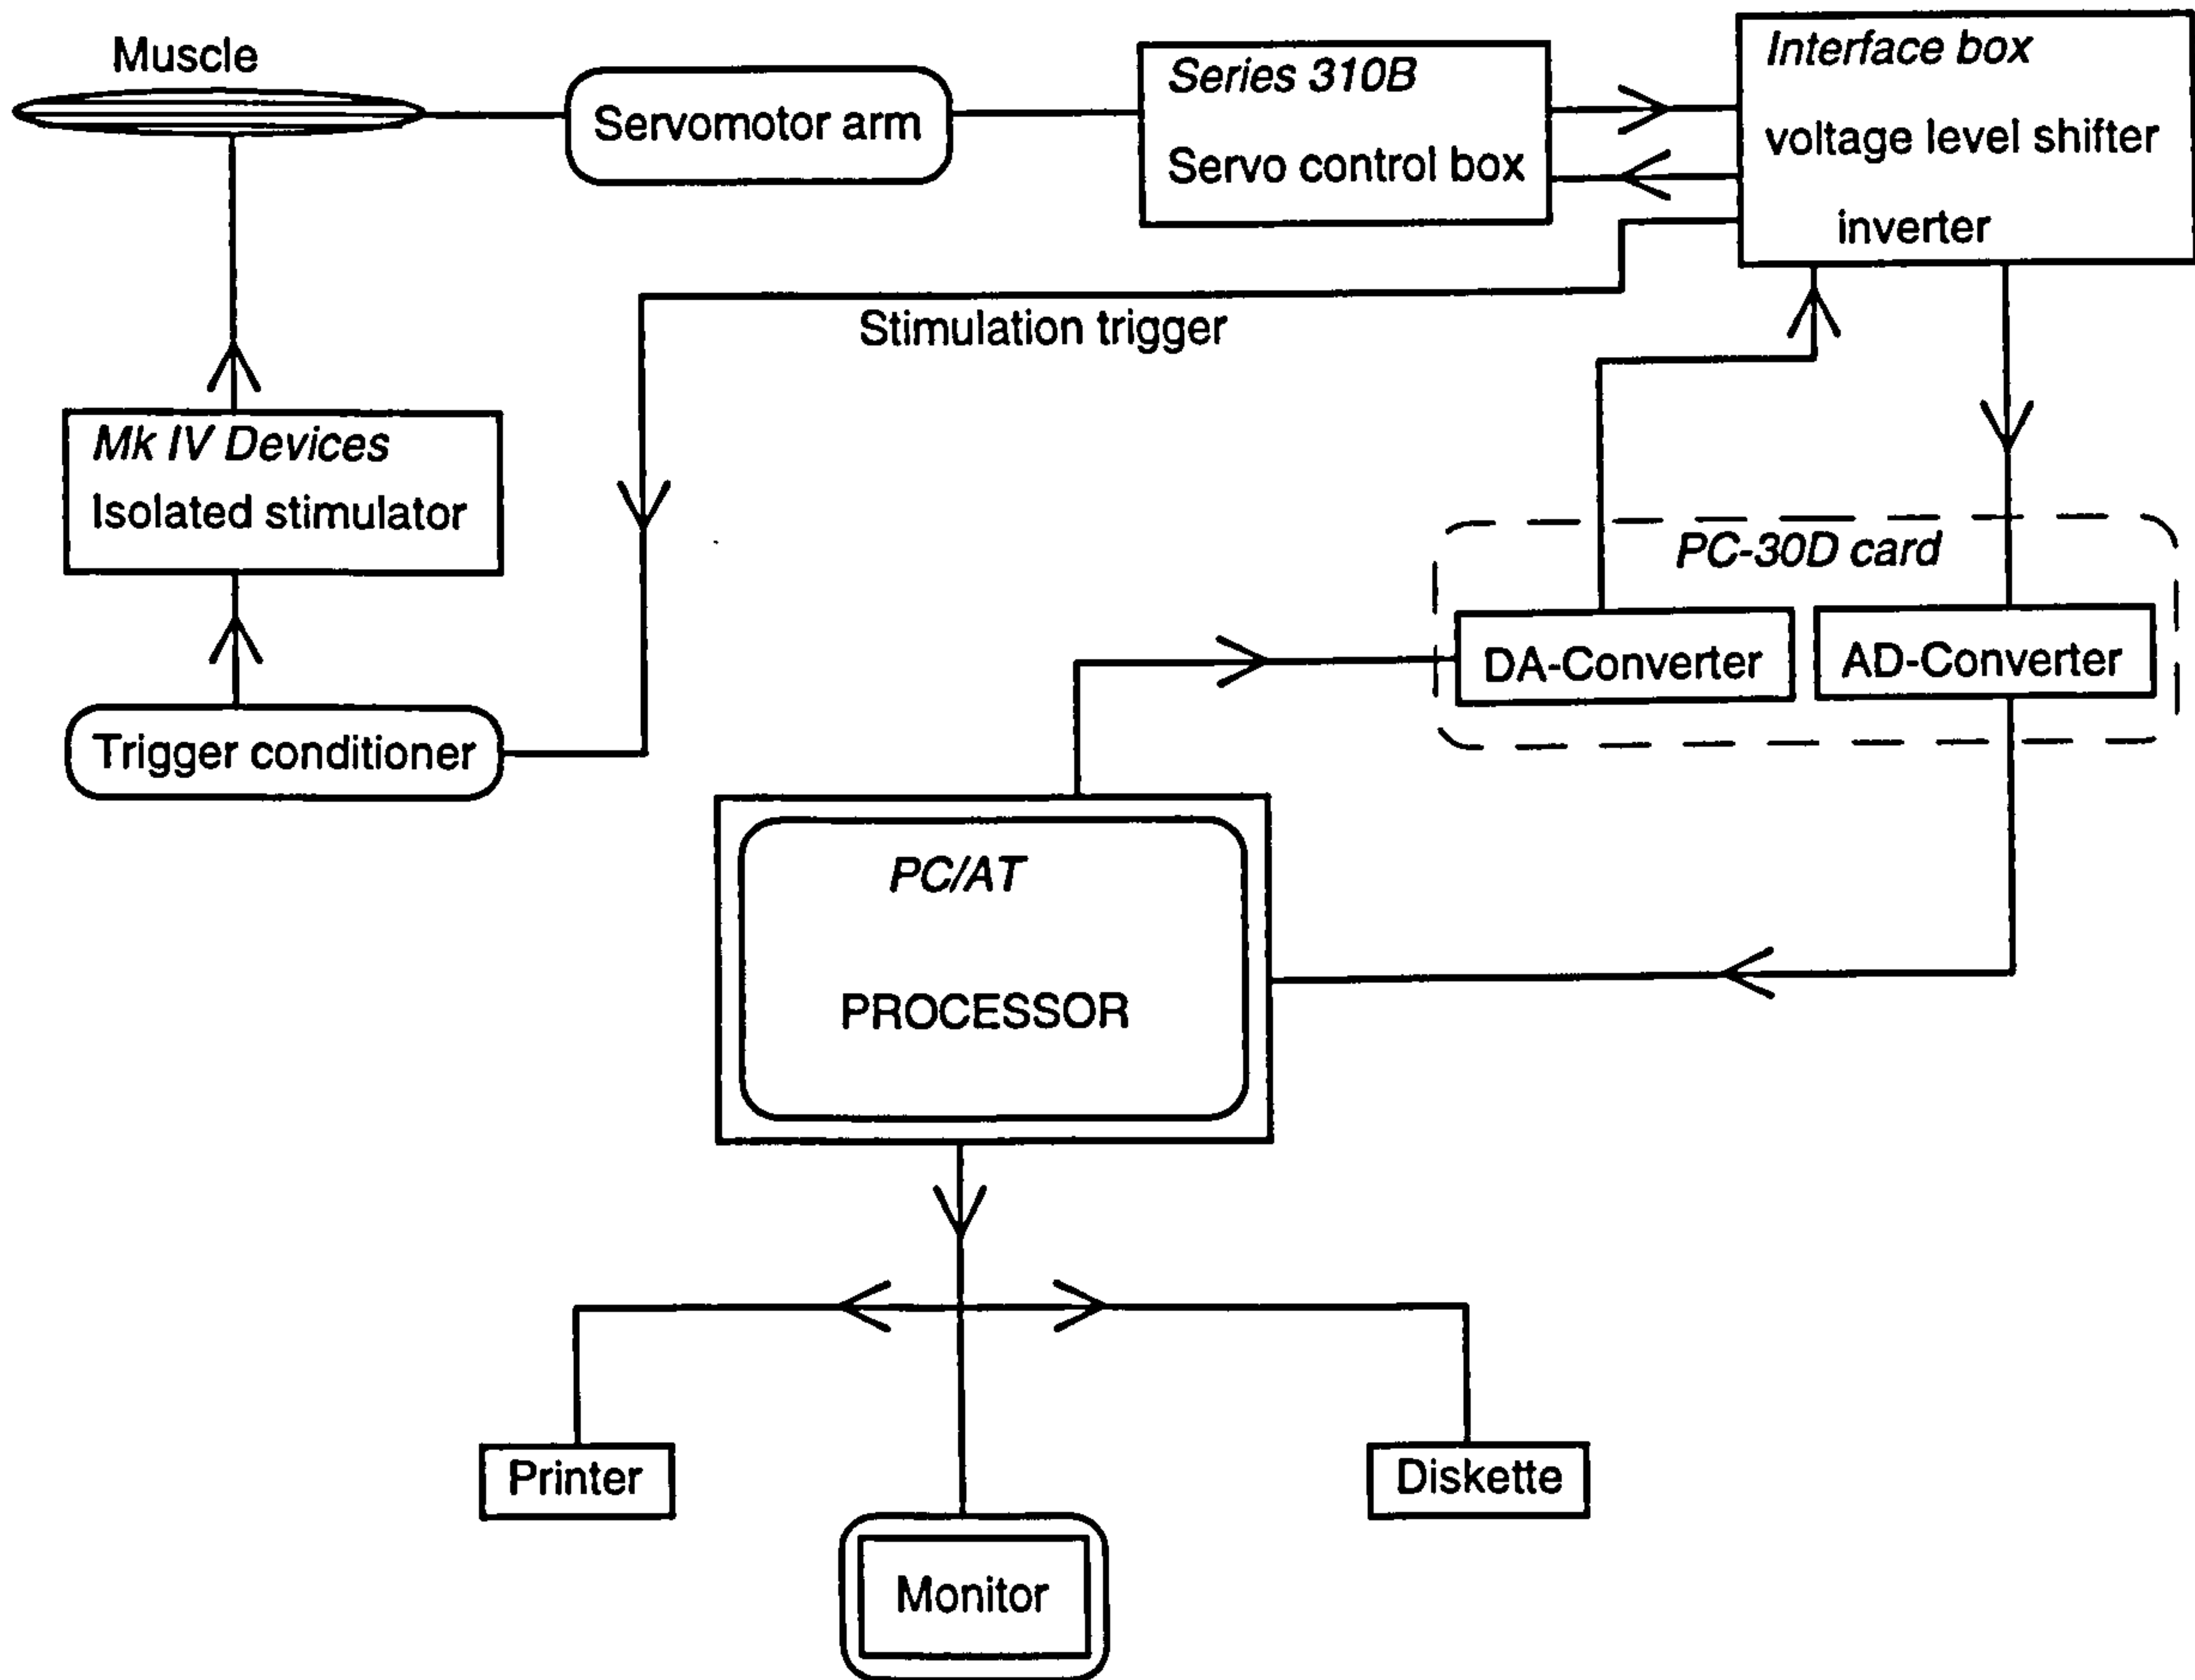 Muscle
Servomotor arm
Series 310B
Servo control box
Interface box
voltage level shifter
inverter
Stimulation trigger
Mk IV Devices
Isolated stimulator
PC-30D card
DA-Converter
AD-Converter
Trigger conditioner
PC/AT
PROCESSOR
Printer
Diskette
Monitor